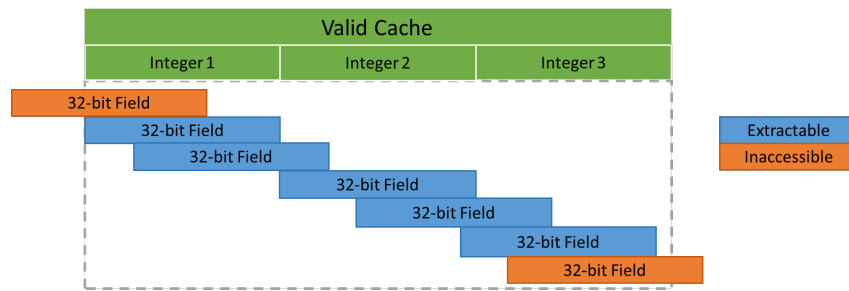 Valid Cache
Integer 1 Integer 2 Integer 3
32-bit Field
32-bit Field
32-bit Field
32-bit Field
32-bit Field
32-bit Field
32-bit Field
Extractable
Inaccessible